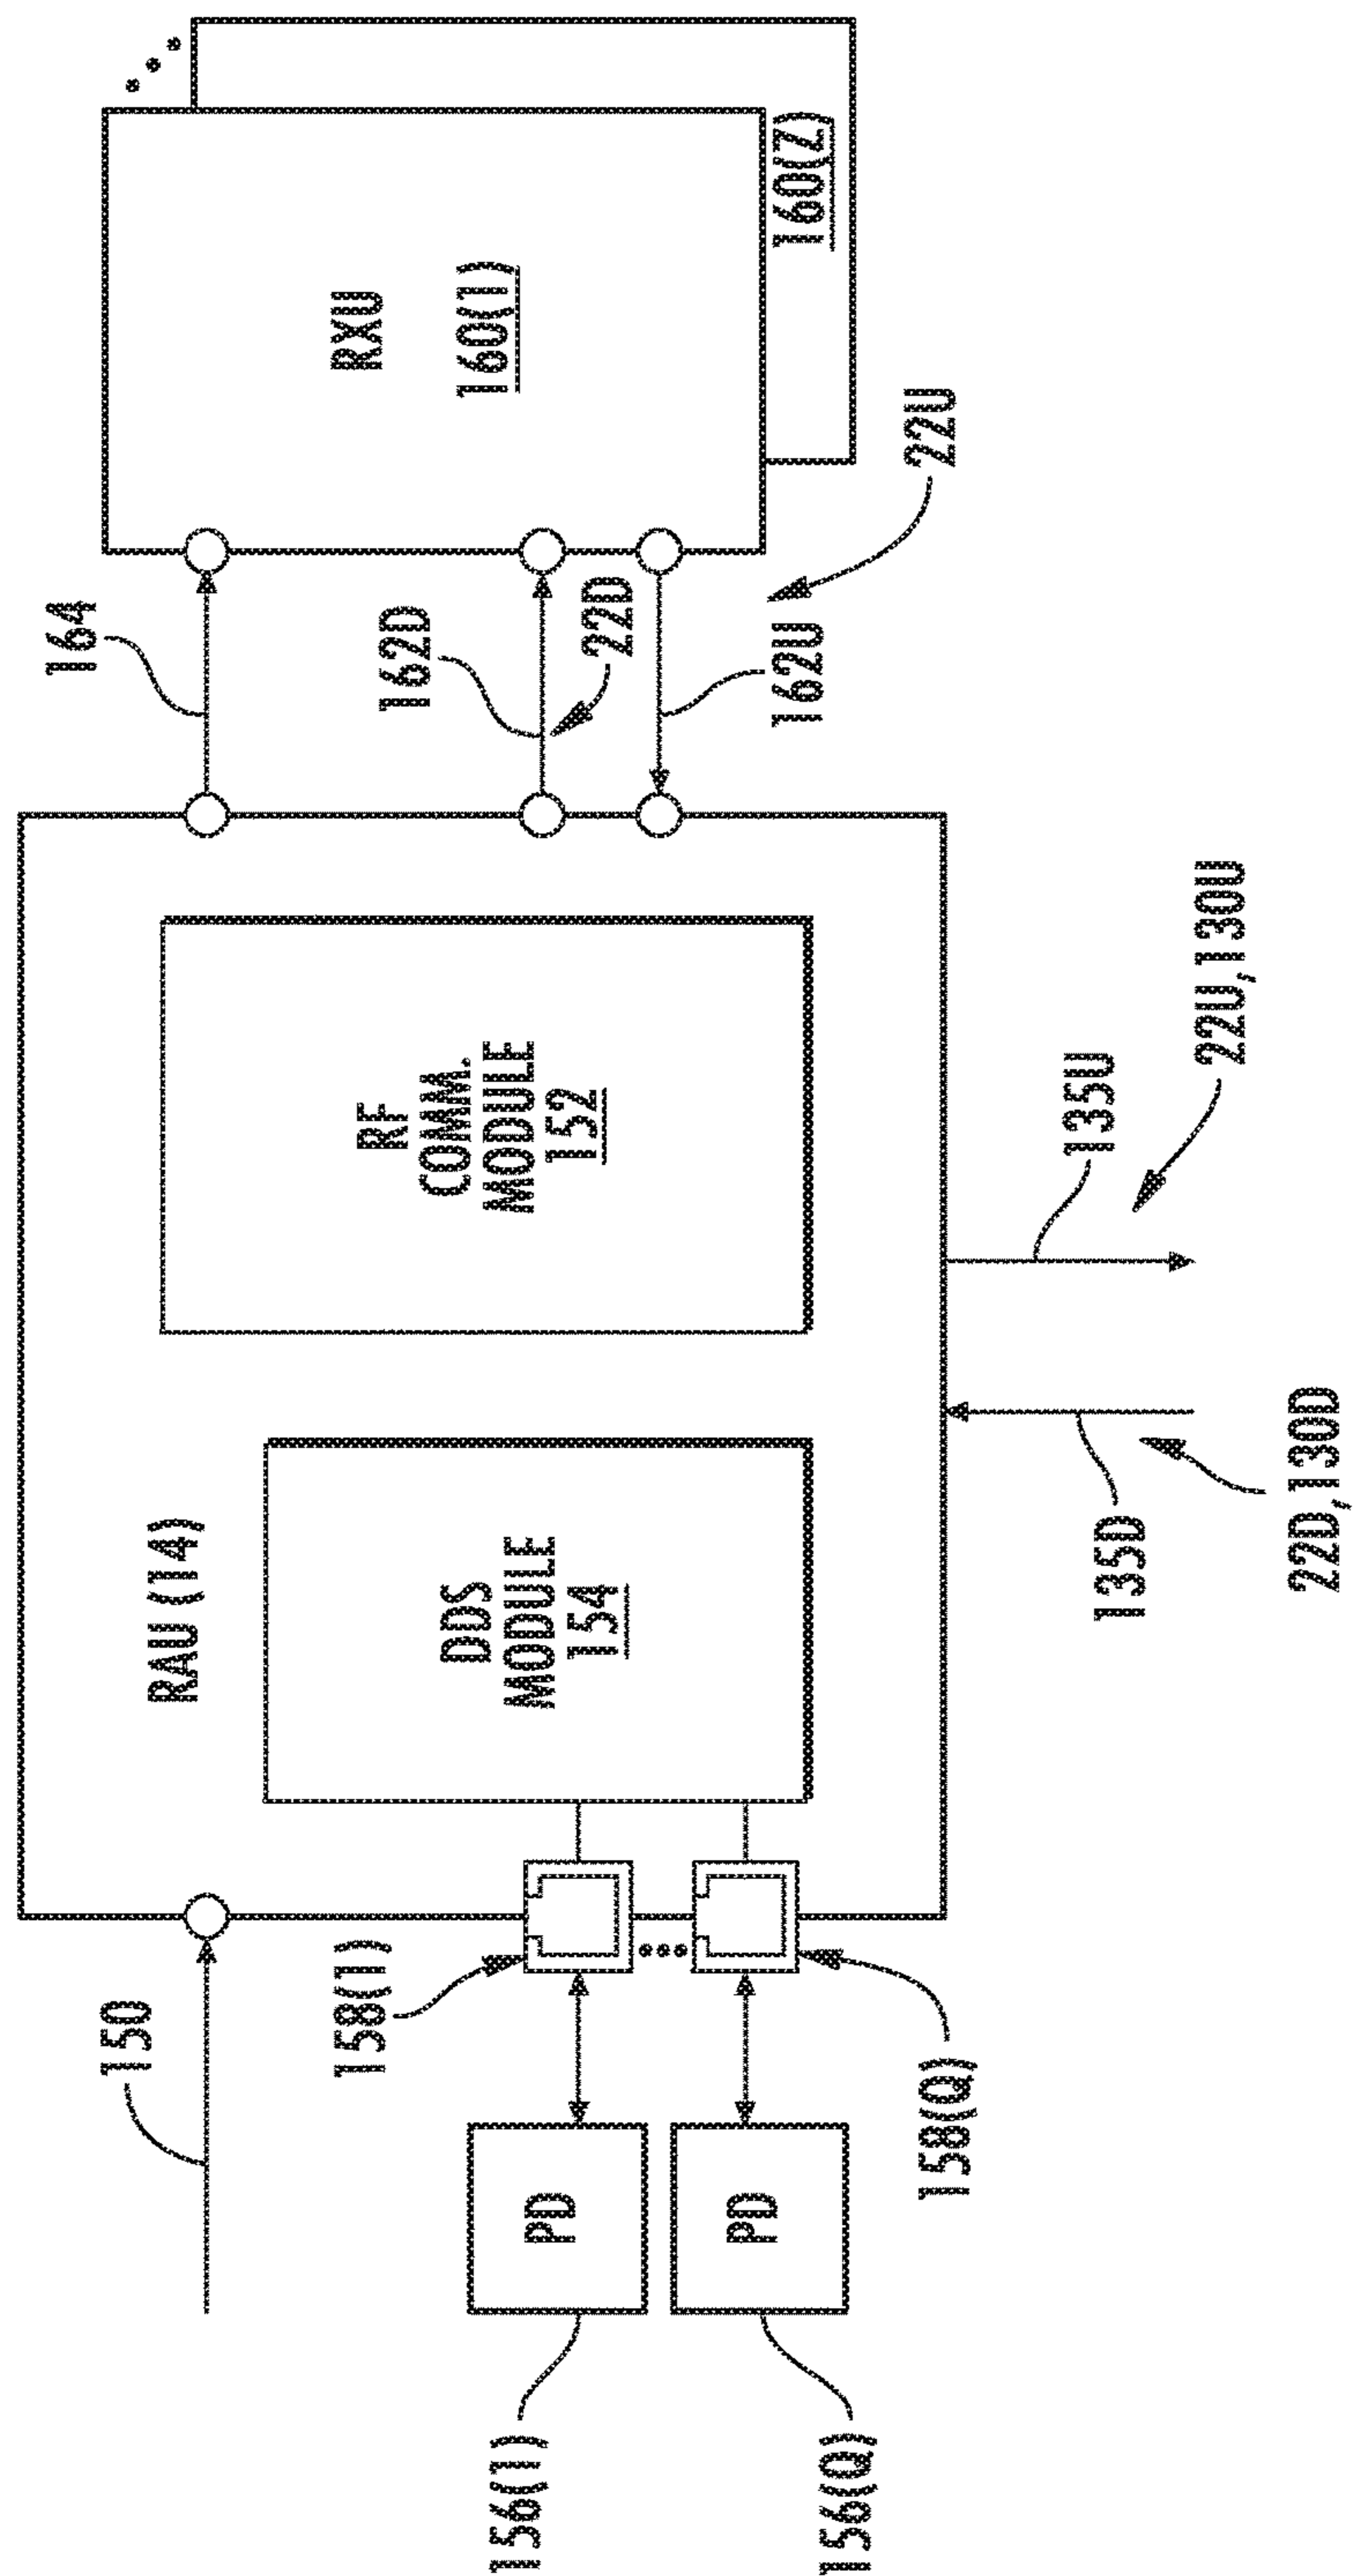 150
RAU (14)
164
RXU
160(1)
160(Z)
158(1)
DDS
MODULE
154
RF
COMM.
MODULE
152
162D
22D
162U
22U
PD
PD
156(1)
156(Q)
158(Q)
135D
22D,130D
135U
22U,130U